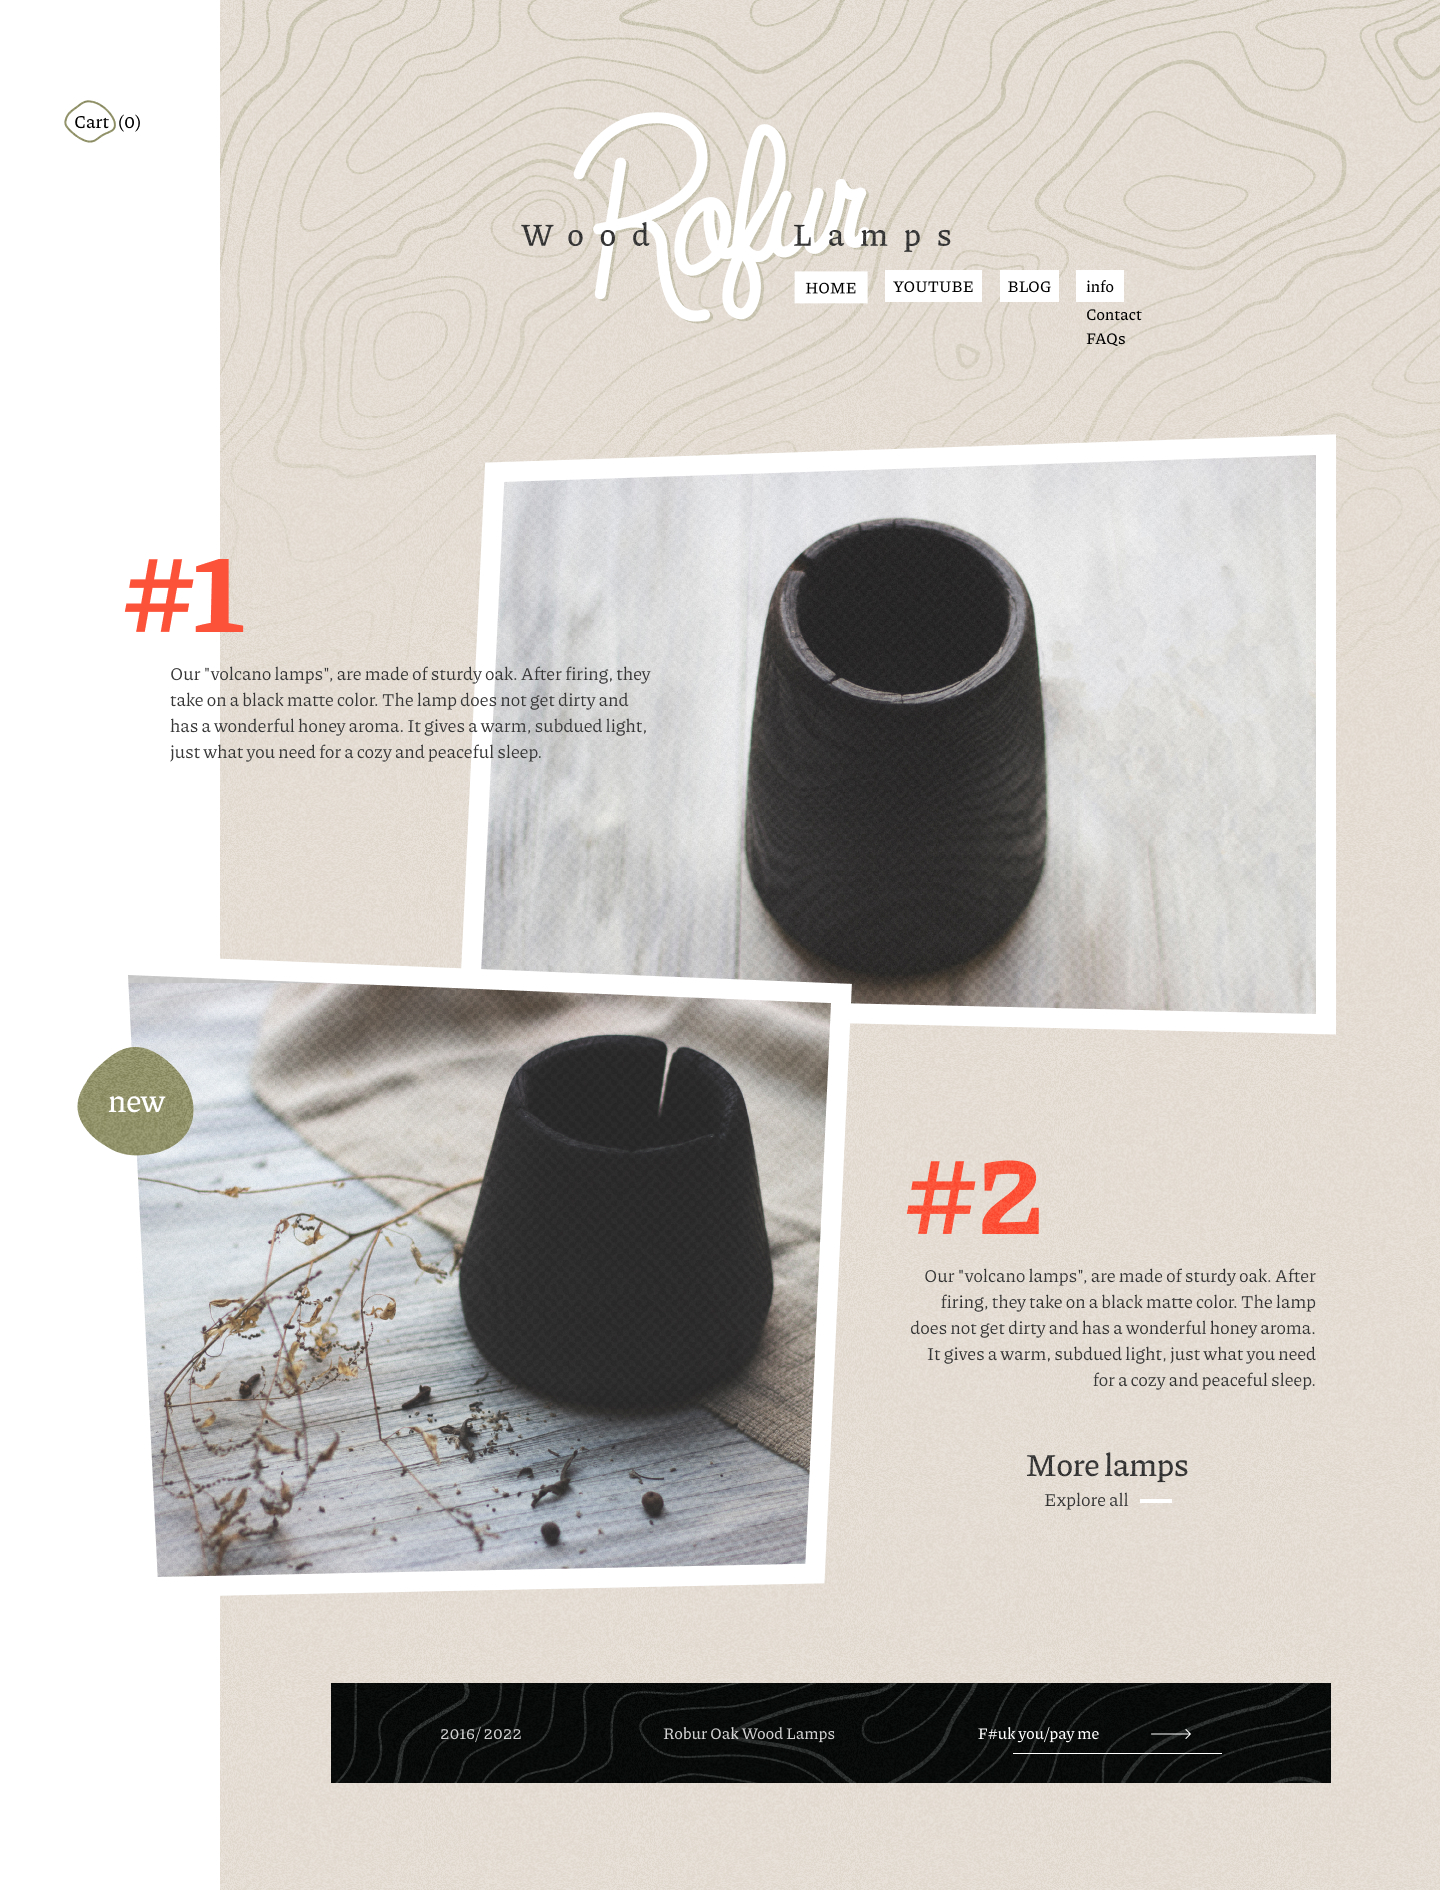 Cart (0)
Rofur
Wood Lamps
HOME YOUTUBE BLOG info
Contact
FAQs
#1
Our "volcano lamps", are made of sturdy oak. After firing, they
take on a black matte color. The lamp does not get dirty and
has a wonderful honey aroma. It gives a warm, subdued light,
just what you need for a cozy and peaceful sleep.
new
#2
Our "volcano lamps", are made of sturdy oak. After
firing, they take on a black matte color. The lamp
does not get dirty and has a wonderful honey aroma.
It gives a warm, subdued light, just what you need
for a cozy and peaceful sleep.
More lamps
Explore all
2016/ 2022 Robur Oak Wood Lamps F#uk you/pay me